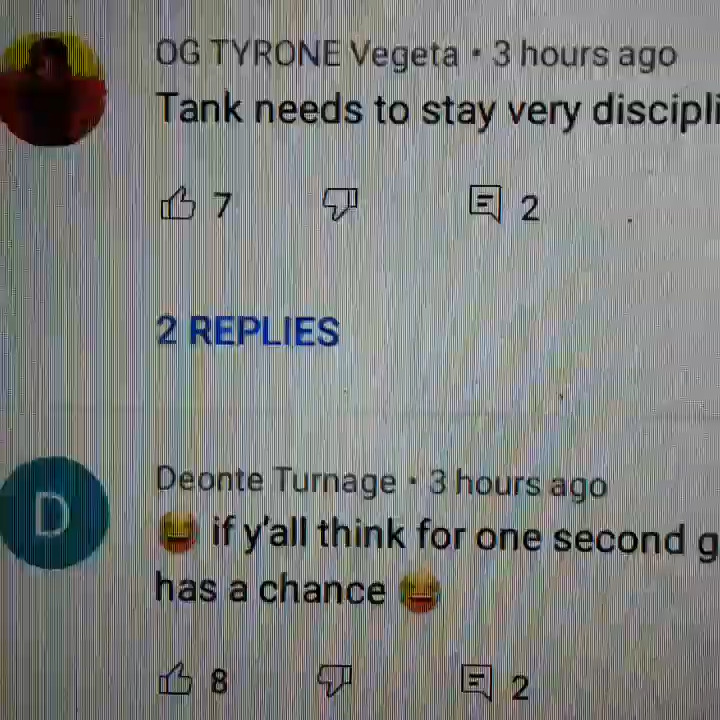 OG TYRONE Vegeta • 3 hours ago
Tank needs to stay very
7 2
2 REPLIES
D
Deonte Turnage • 3 hours ago
if y'all think for one second
has a chance
8 2